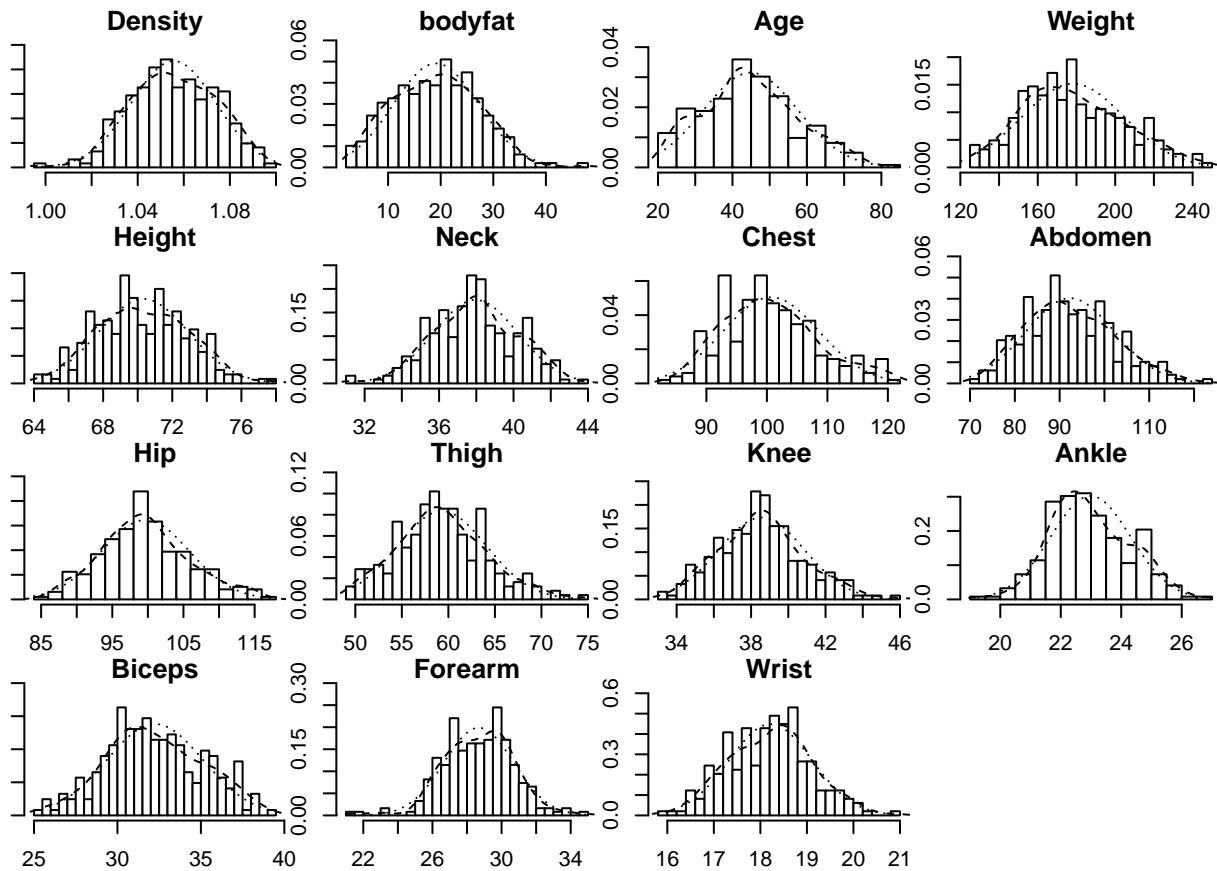 Density bodyfat Age Weight
0.00 0.03 0.06
0.00 0.02 0.04
0.000 0.015
1.00 1.04 1.08
10 20 30 40
20 40 60 80
120 160 200 240
Height Neck Chest Abdomen
0.00 0.15
0.00 0.04
0.00 0.03 0.06
64 68 72 76
32 36 40 44
90 100 110 120
70 80 90 110
Hip Thigh Knee Ankle
0.00 0.06 0.12
0.00 0.15
0.0 0.2
85 95 105 115
50 55 60 65 70 75
34 38 42 46
20 22 24 26
Biceps Forearm Wrist
0.00 0.15 0.30
0.0 0.3 0.6
25 30 35 40
22 26 30 34
16 17 18 19 20 21